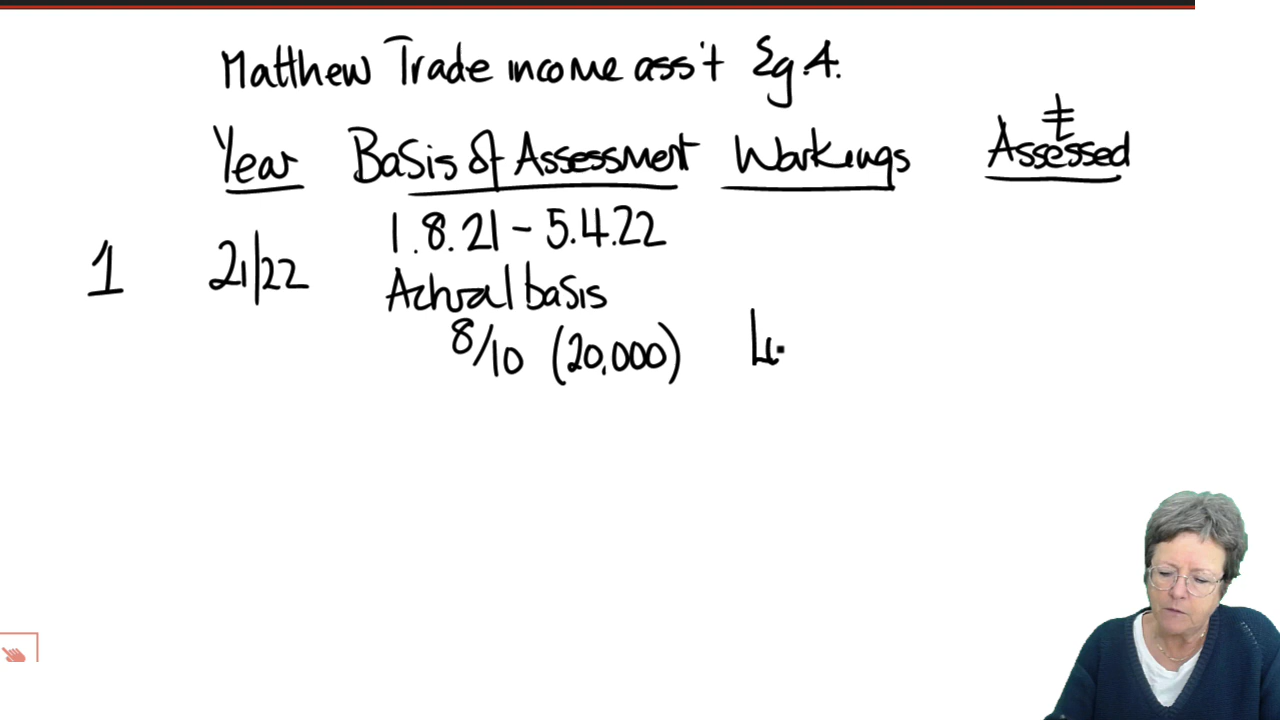 Matthew Trade income ass't Eg 4.
Year Basis of Assessment Workings £ Assessed
1 21/22 1.8.21 - 5.4.22
Actual basis
8/10 (20,000)